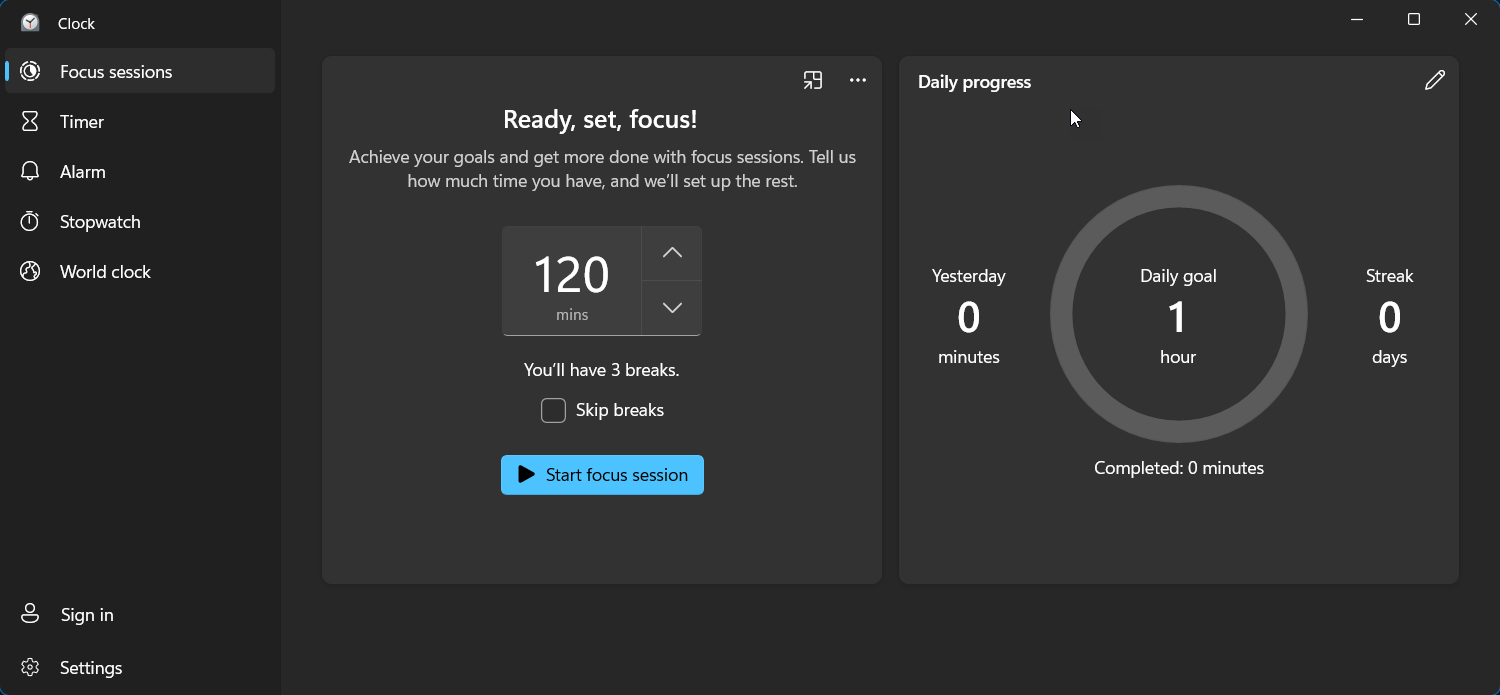 Clock
Focus sessions
Timer
Alarm
Stopwatch
World clock
Sign in
Settings
Ready, set, focus!
Achieve your goals and get more done with focus sessions. Tell us
how much time you have, and we’ll set up the rest.
120
mins
You’ll have 3 breaks.
Skip breaks
Start focus session
Daily progress
Yesterday
0
minutes
Daily goal
1
hour
Streak
0
days
Completed: 0 minutes